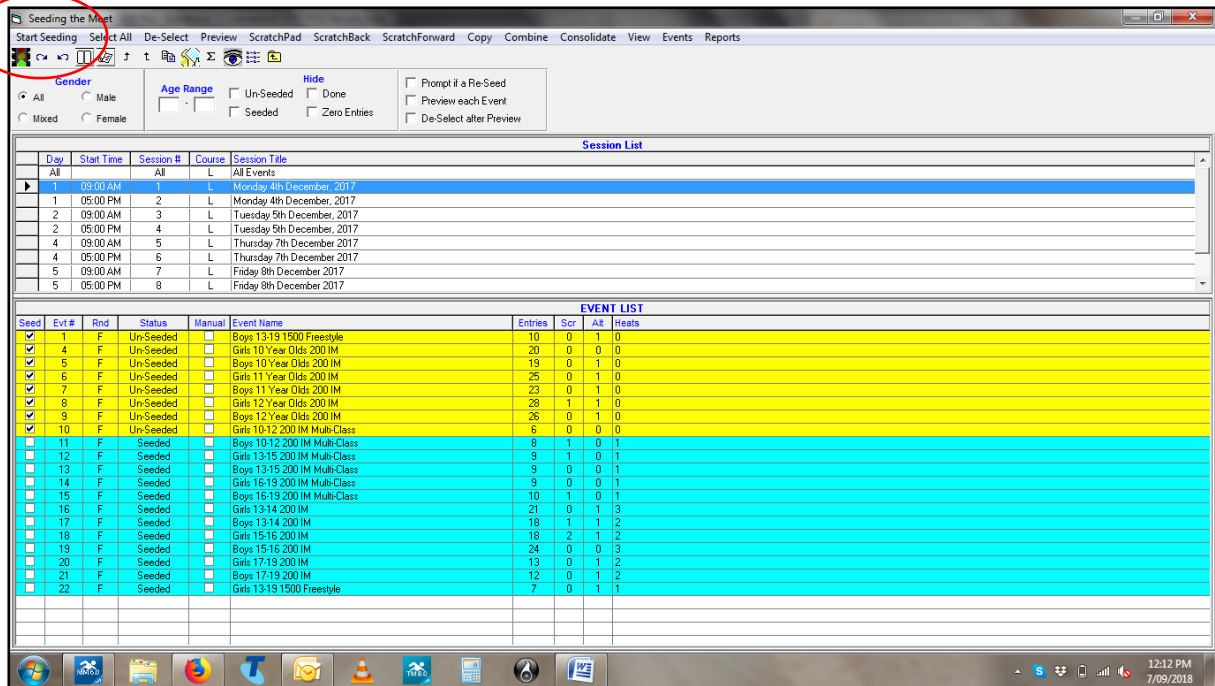 Seeding the Meet
Start Seeding Select All De-Select Preview ScratchPad ScratchBack ScratchForward Copy Combine Consolidate View Events Reports
Gender
All Male
Mixed Female
Age Range
-
Hide
Un-Seeded Done
Seeded Zero Entries
Prompt if a Re-Seed
Preview each Event
De-Select after Preview
Session List
Day Start Time Session # Course Session Title
All All L All Events
1 09:00 AM 1 L Monday 4th December, 2017
1 05:00 PM 2 L Monday 4th December, 2017
2 09:00 AM 3 L Tuesday 5th December, 2017
2 05:00 PM 4 L Tuesday 5th December, 2017
4 09:00 AM 5 L Thursday 7th December 2017
4 05:00 PM 6 L Thursday 7th December 2017
5 09:00 AM 7 L Friday 8th December 2017
5 05:00 PM 8 L Friday 8th December 2017
EVENT LIST
Seed Evt # Rnd Status Manual Event Name Entries Scr Alt Heats
1 F Un-Seeded Boys 13-19 1500 Freestyle 10 0 1 0
4 F Un-Seeded Girls 10 Year Olds 200 IM 20 0 0 0
5 F Un-Seeded Boys 10 Year Olds 200 IM 19 0 1 0
6 F Un-Seeded Girls 11 Year Olds 200 IM 25 0 1 0
7 F Un-Seeded Boys 11 Year Olds 200 IM 23 0 1 0
8 F Un-Seeded Girls 12 Year Olds 200 IM 28 1 1 0
9 F Un-Seeded Boys 12 Year Olds 200 IM 26 0 1 0
10 F Un-Seeded Girls 10-12 200 IM Multi-Class 6 0 0 0
11 F Seeded Boys 10-12 200 IM Multi-Class 8 1 0 1
12 F Seeded Girls 13-15 200 IM Multi-Class 9 1 0 1
13 F Seeded Boys 13-15 200 IM Multi-Class 9 0 0 1
14 F Seeded Girls 16-19 200 IM Multi-Class 9 0 0 1
15 F Seeded Boys 16-19 200 IM Multi-Class 10 1 0 1
16 F Seeded Girls 13-14 200 IM 21 0 1 3
17 F Seeded Boys 13-14 200 IM 18 1 1 2
18 F Seeded Girls 15-16 200 IM 18 2 1 2
19 F Seeded Boys 15-16 200 IM 24 0 0 3
20 F Seeded Girls 17-19 200 IM 13 0 1 2
21 F Seeded Boys 17-19 200 IM 12 0 1 2
22 F Seeded Girls 13-19 1500 Freestyle 7 0 1 1
12:12 PM
7/09/2018